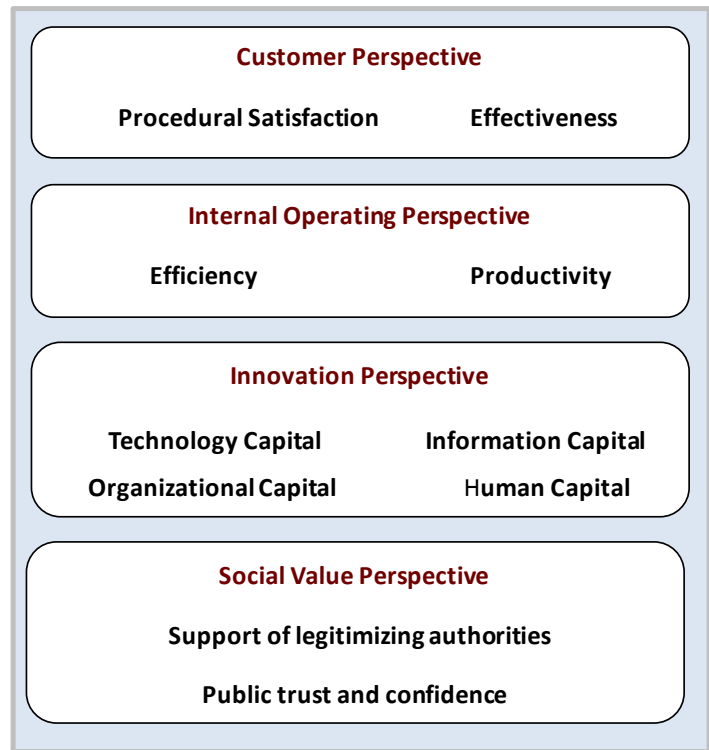 Customer Perspective
Procedural Satisfaction Effectiveness
Internal Operating Perspective
Efficiency Productivity
Innovation Perspective
Technology Capital Information Capital
Organizational Capital Human Capital
Social Value Perspective
Support of legitimizing authorities
Public trust and confidence